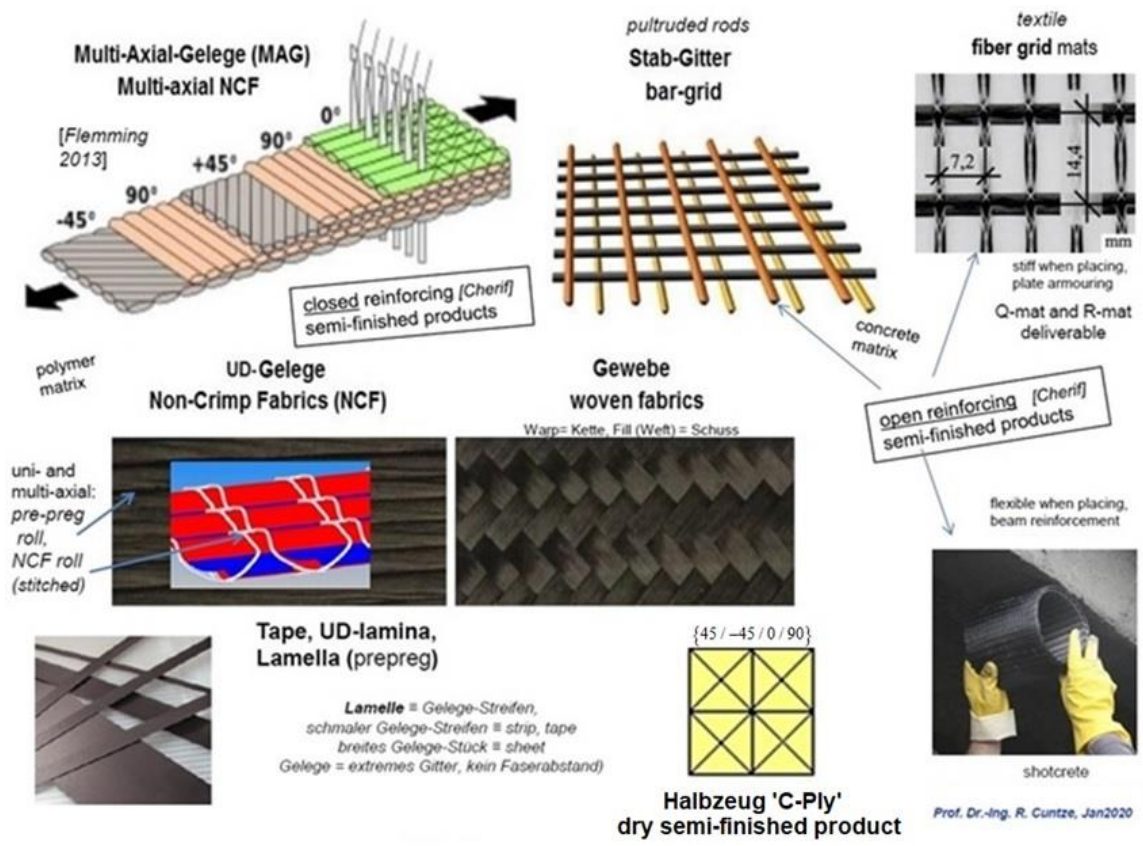 Multi-Axial-Gelege (MAG)
Multi-axial NCF
[Flemming
2013]
-45°
90°
+45°
90°
0°
closed reinforcing [Cherif]
semi-finished products
polymer
matrix
pultruded rods
Stab-Gitter
bar-grid
concrete
matrix
textile
fiber grid mats
7,2
14,4
mm
stiff when placing,
plate armouring
Q-mat and R-mat
deliverable
open reinforcing [Cherif]
semi-finished products
UD-Gelege
Non-Crimp Fabrics (NCF)
Gewebe
woven fabrics
Warp= Kette, Fill (Weft) = Schuss
uni- and
multi-axial:
pre-preg
roll,
NCF roll
(stitched)
flexible when placing,
beam reinforcement
Tape, UD-lamina,
Lamella (prepreg)
Lamelle ≡ Gelege-Streifen,
schmaler Gelege-Streifen ≡ strip, tape
breites Gelege-Stück ≡ sheet
Gelege = extremes Gitter, kein Faserabstand)
{45 / −45 / 0 / 90}
Halbzeug 'C-Ply'
dry semi-finished product
shotcrete
Prof. Dr.-Ing. R. Cuntze, Jan2020